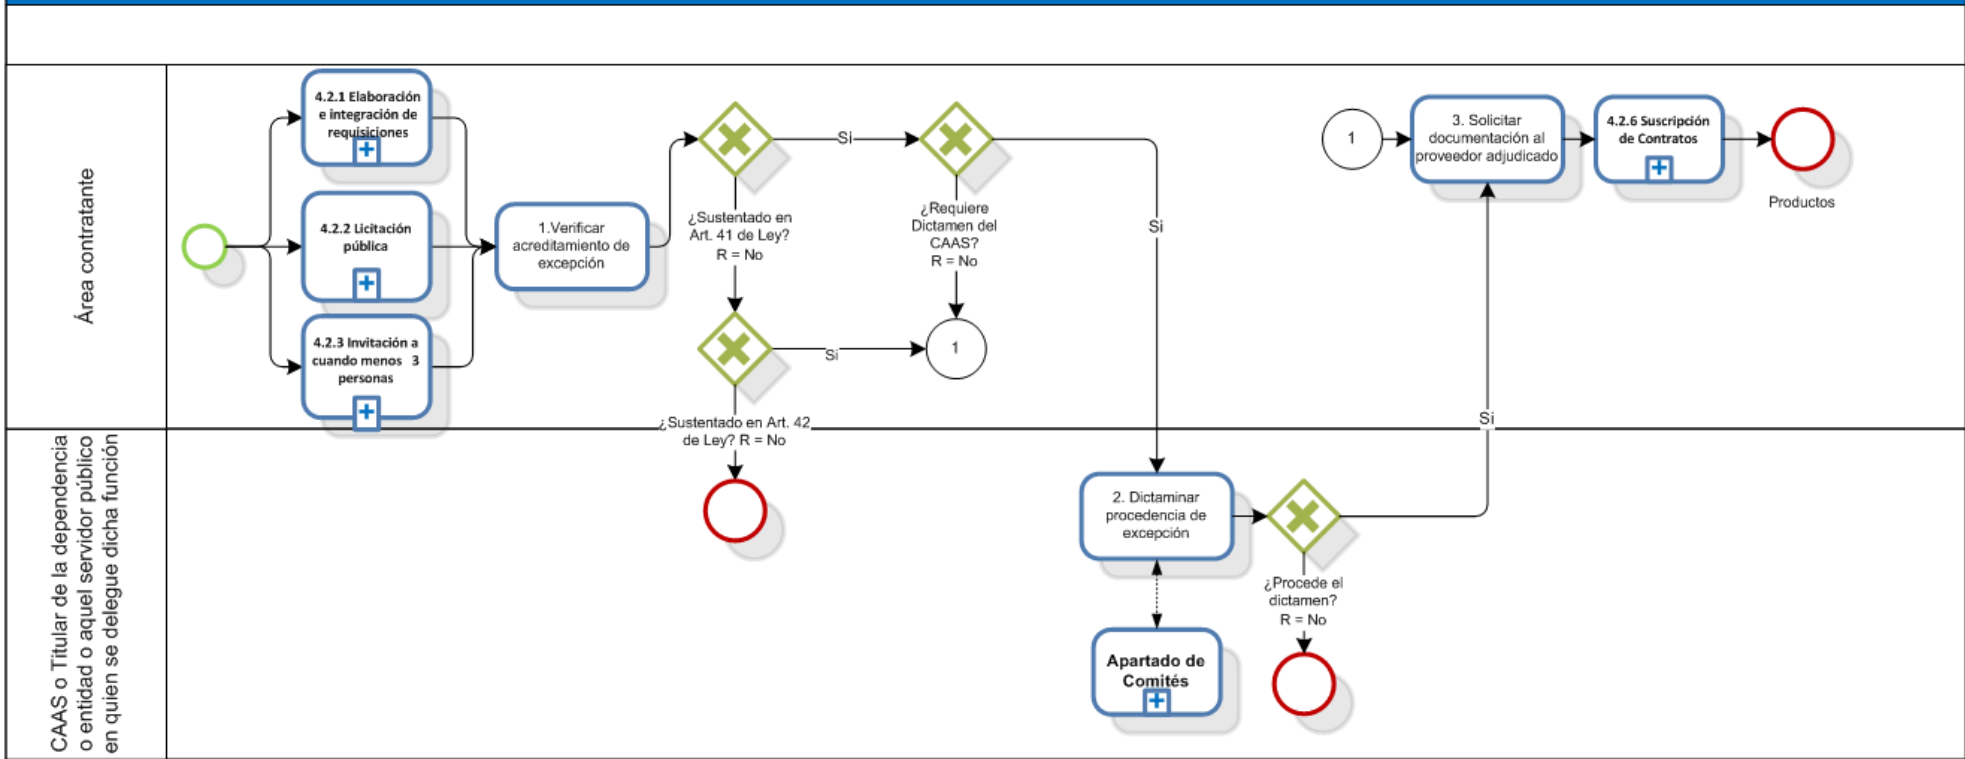 Área contratante
4.2.1 Elaboración
e integración de
requisiciones
4.2.2 Licitación
pública
4.2.3 Invitación a
cuando menos 3
personas
1.Verificar
acreditamiento de
excepción
Si
¿Sustentado en
Art. 41 de Ley?
R = No
¿Requiere
Dictamen del
CAAS?
R = No
Si
1
¿Sustentado en Art. 42
de Ley? R = No
Si
1
3. Solicitar
documentación al
proveedor adjudicado
4.2.6 Suscripción
de Contratos
Productos
Si
CAAS o Titular de la dependencia
o entidad o aquel servidor público
en quien se delegue dicha función
2. Dictaminar
procedencia de
excepción
¿Procede el
dictamen?
R = No
Apartado de
Comités